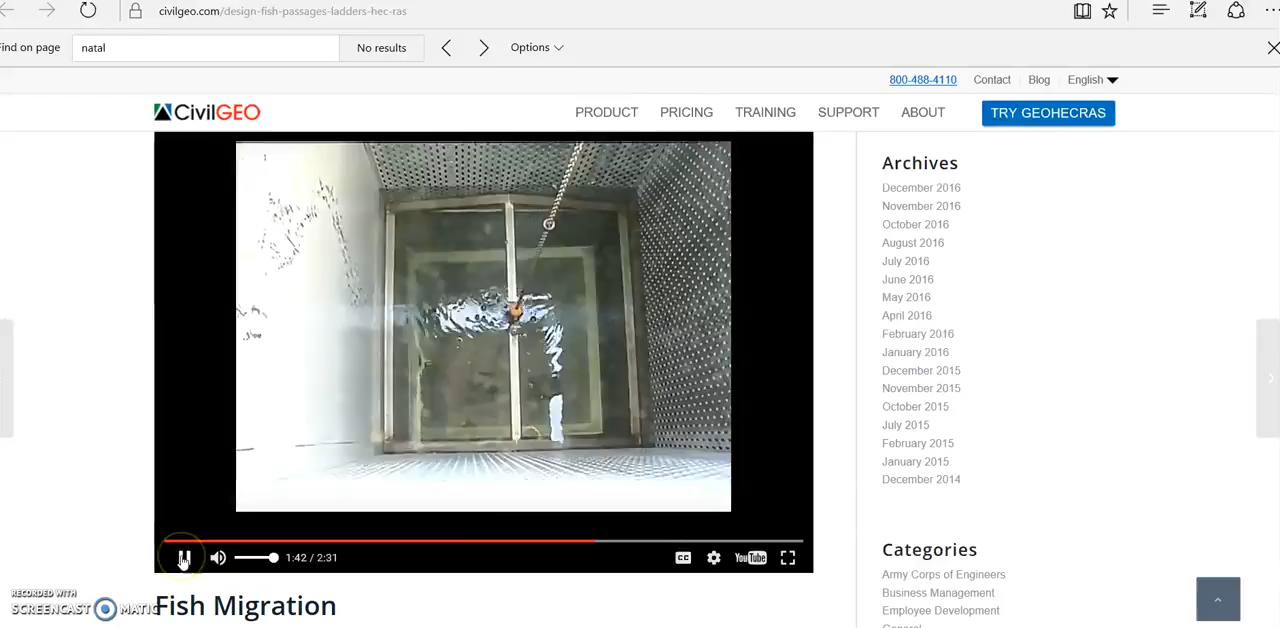 civilgeo.com/design-fish-passages-ladders-hec-ras
Find on page
natal
No results
Options
800-488-4110
Contact
Blog
English
CivilGEO
PRODUCT
PRICING
TRAINING
SUPPORT
ABOUT
TRY GEOHECRAS
Archives
December 2016
November 2016
October 2016
August 2016
July 2016
June 2016
May 2016
April 2016
February 2016
January 2016
December 2015
November 2015
October 2015
July 2015
February 2015
January 2015
December 2014
1:42 / 2:31
CC
YouTube
Fish Migration
Categories
Army Corps of Engineers
Business Management
Employee Development
General
RECORDED WITH
SCREENCAST MATIC